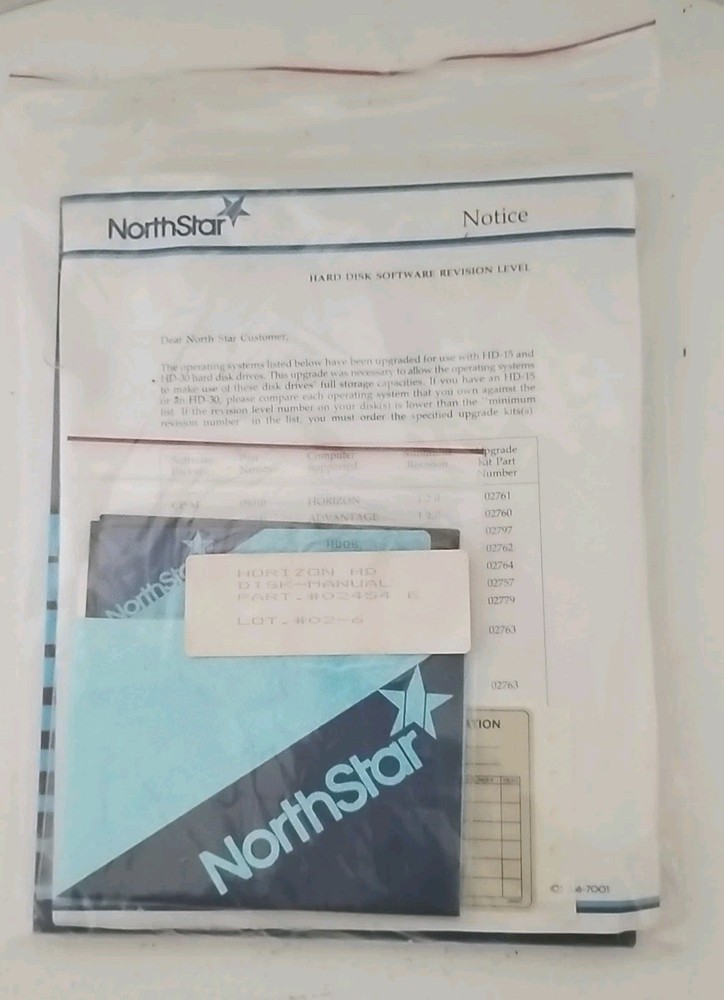 NorthStar
Notice
HARD DISK SOFTWARE REVISION LEVEL
Dear North Star Customer,
The operating systems listed below have been upgraded for use with HD-15 and
HD-30 hard disk drives. This upgrade was necessary to allow the operating systems
to make use of these disk drives' full storage capacities. If you have an HD-15
or an HD-30, please compare each operating system that you own against the
list. If the revision level number on your disk(s) is lower than the "minimum
revision number" in the list, you must order the specified upgrade kits(s)
Computer Upgrade
Supported Revision Kit Part
Number
HORIZON 02761
ADVANTAGE 02760
02797
02762
02764
02757
02779
02763
02763
NorthStar
HORIZON HD
DISK-MANUAL
PART.#02454 E
LOT.#02-6
NorthStar